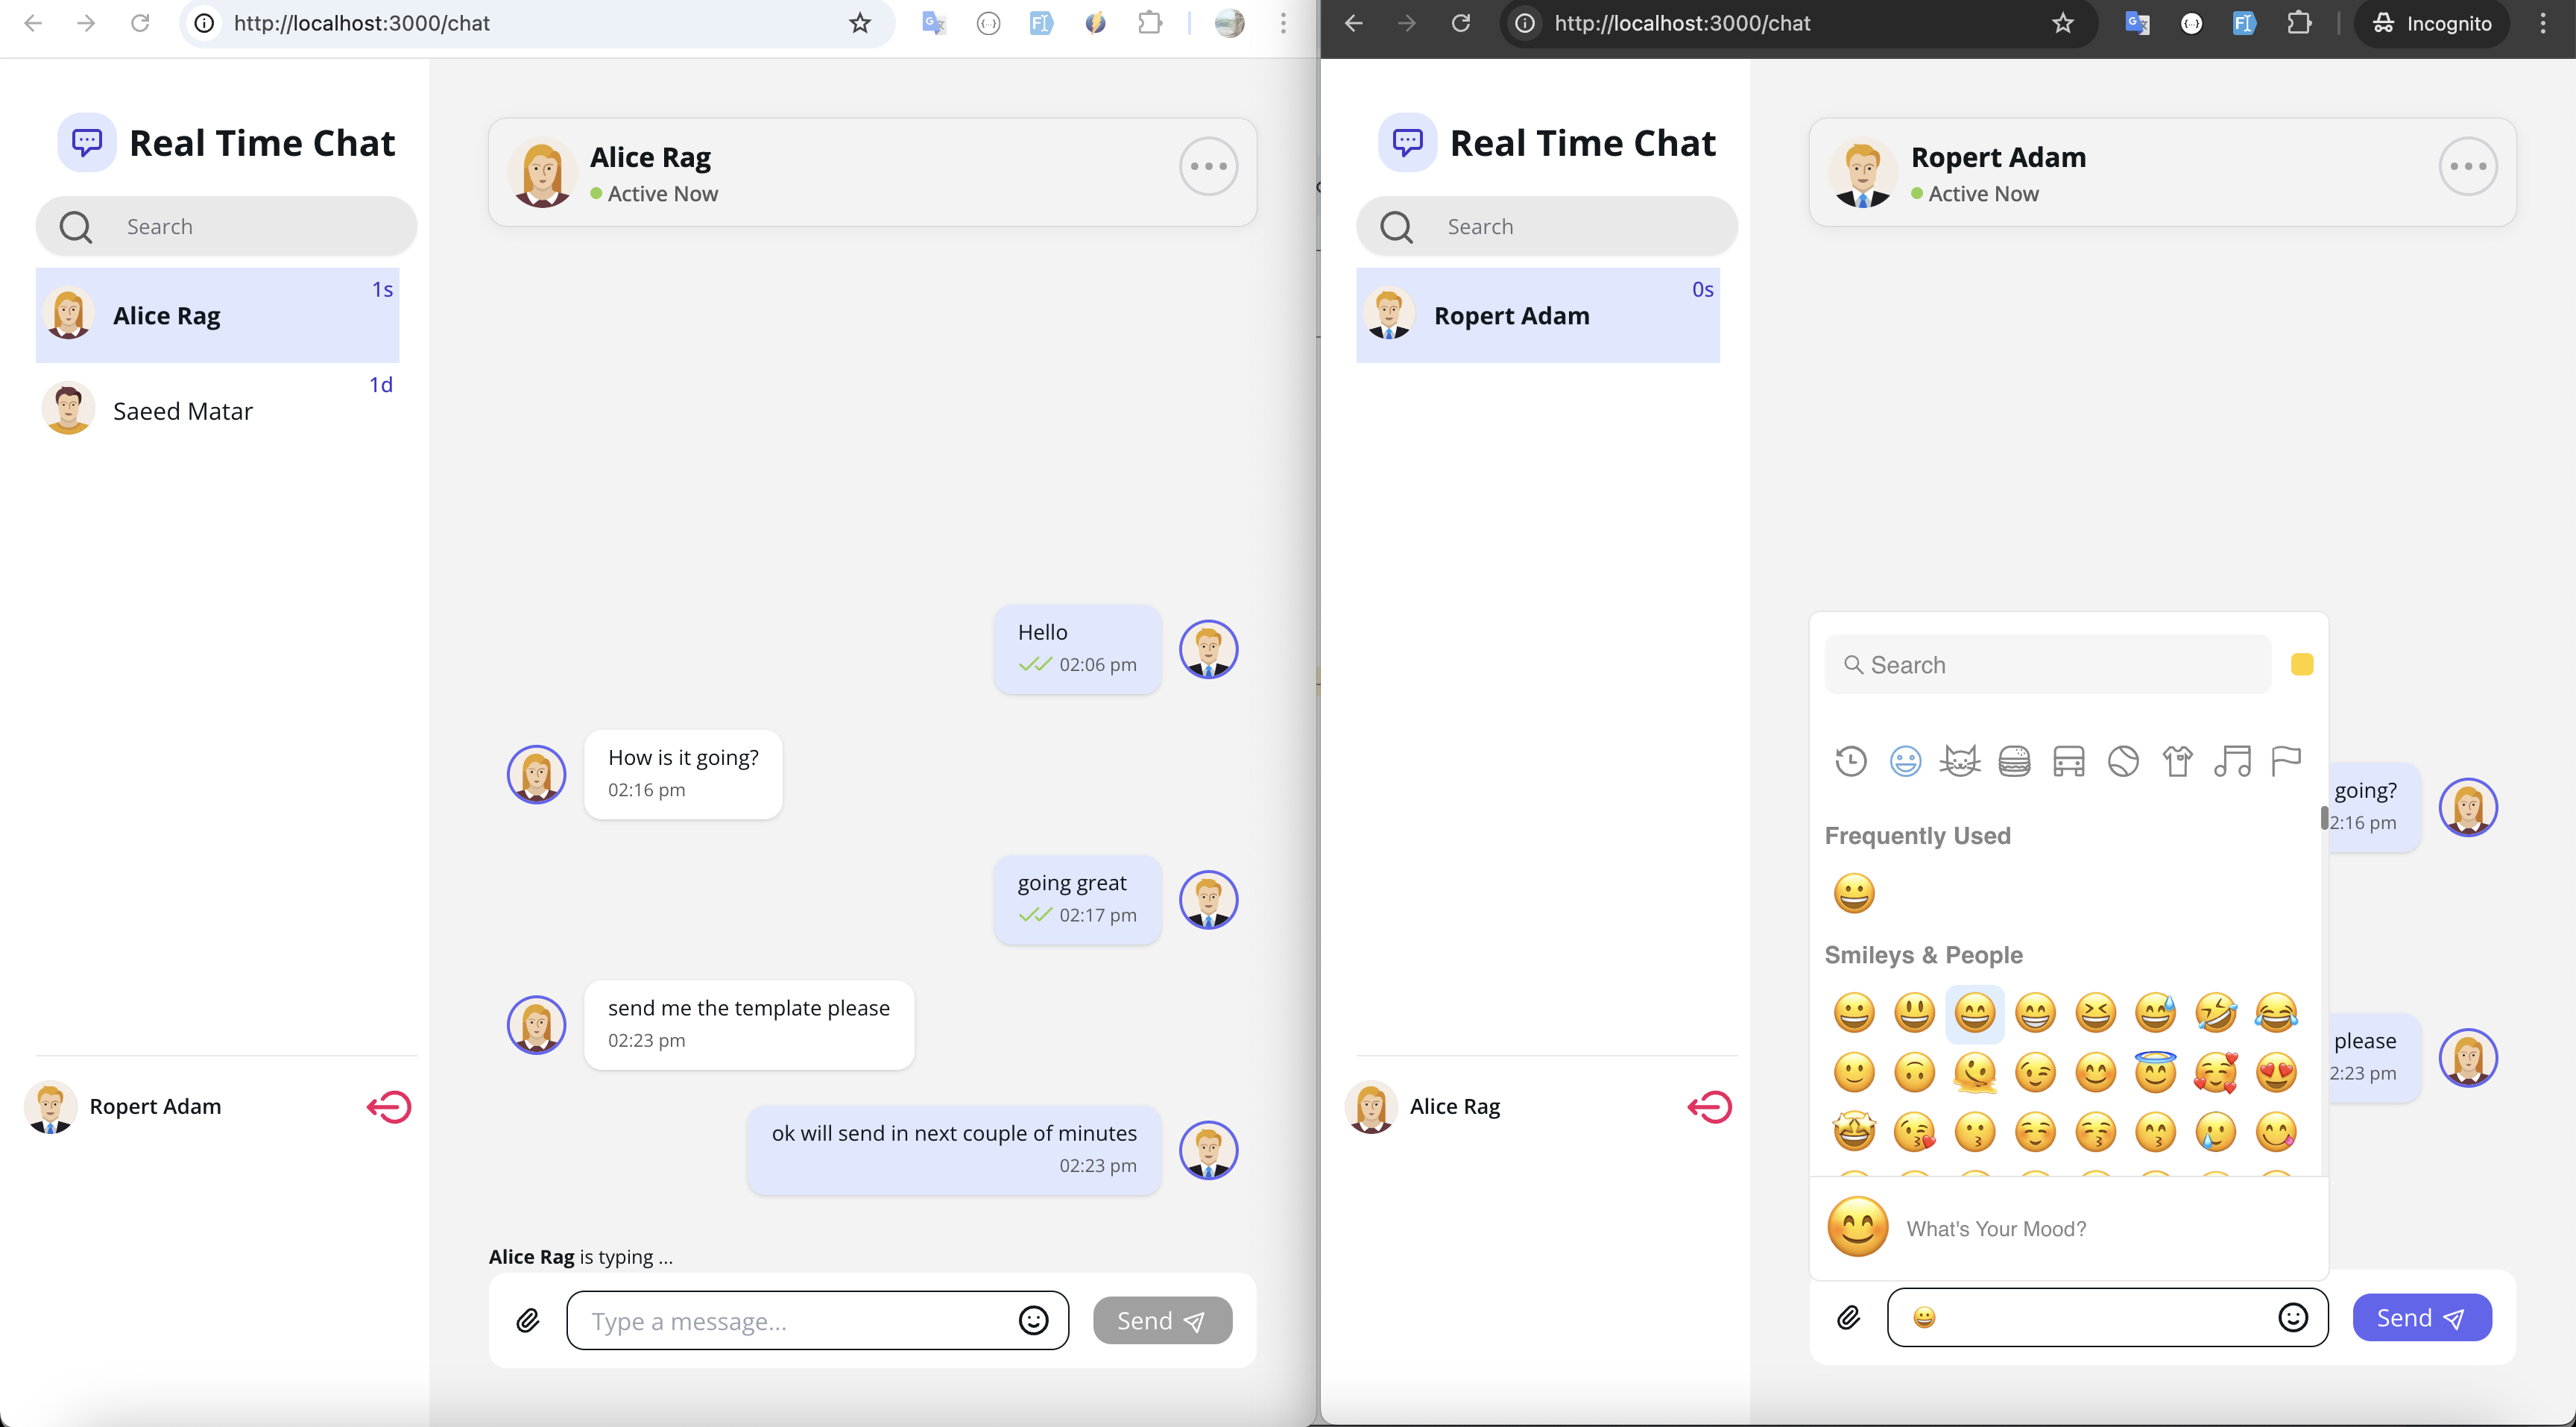 http://localhost:3000/chat
Real Time Chat
Search
Alice Rag
1s
Saeed Matar
1d
Ropert Adam
Alice Rag
Active Now
Hello
02:06 pm
How is it going?
02:16 pm
going great
02:17 pm
send me the template please
02:23 pm
ok will send in next couple of minutes
02:23 pm
Alice Rag is typing ...
Type a message...
Send
http://localhost:3000/chat
Incognito
Real Time Chat
Search
Ropert Adam
0s
Alice Rag
Ropert Adam
Active Now
Search
Frequently Used
Smileys & People
What's Your Mood?
going?
2:16 pm
please
2:23 pm
😀
Send